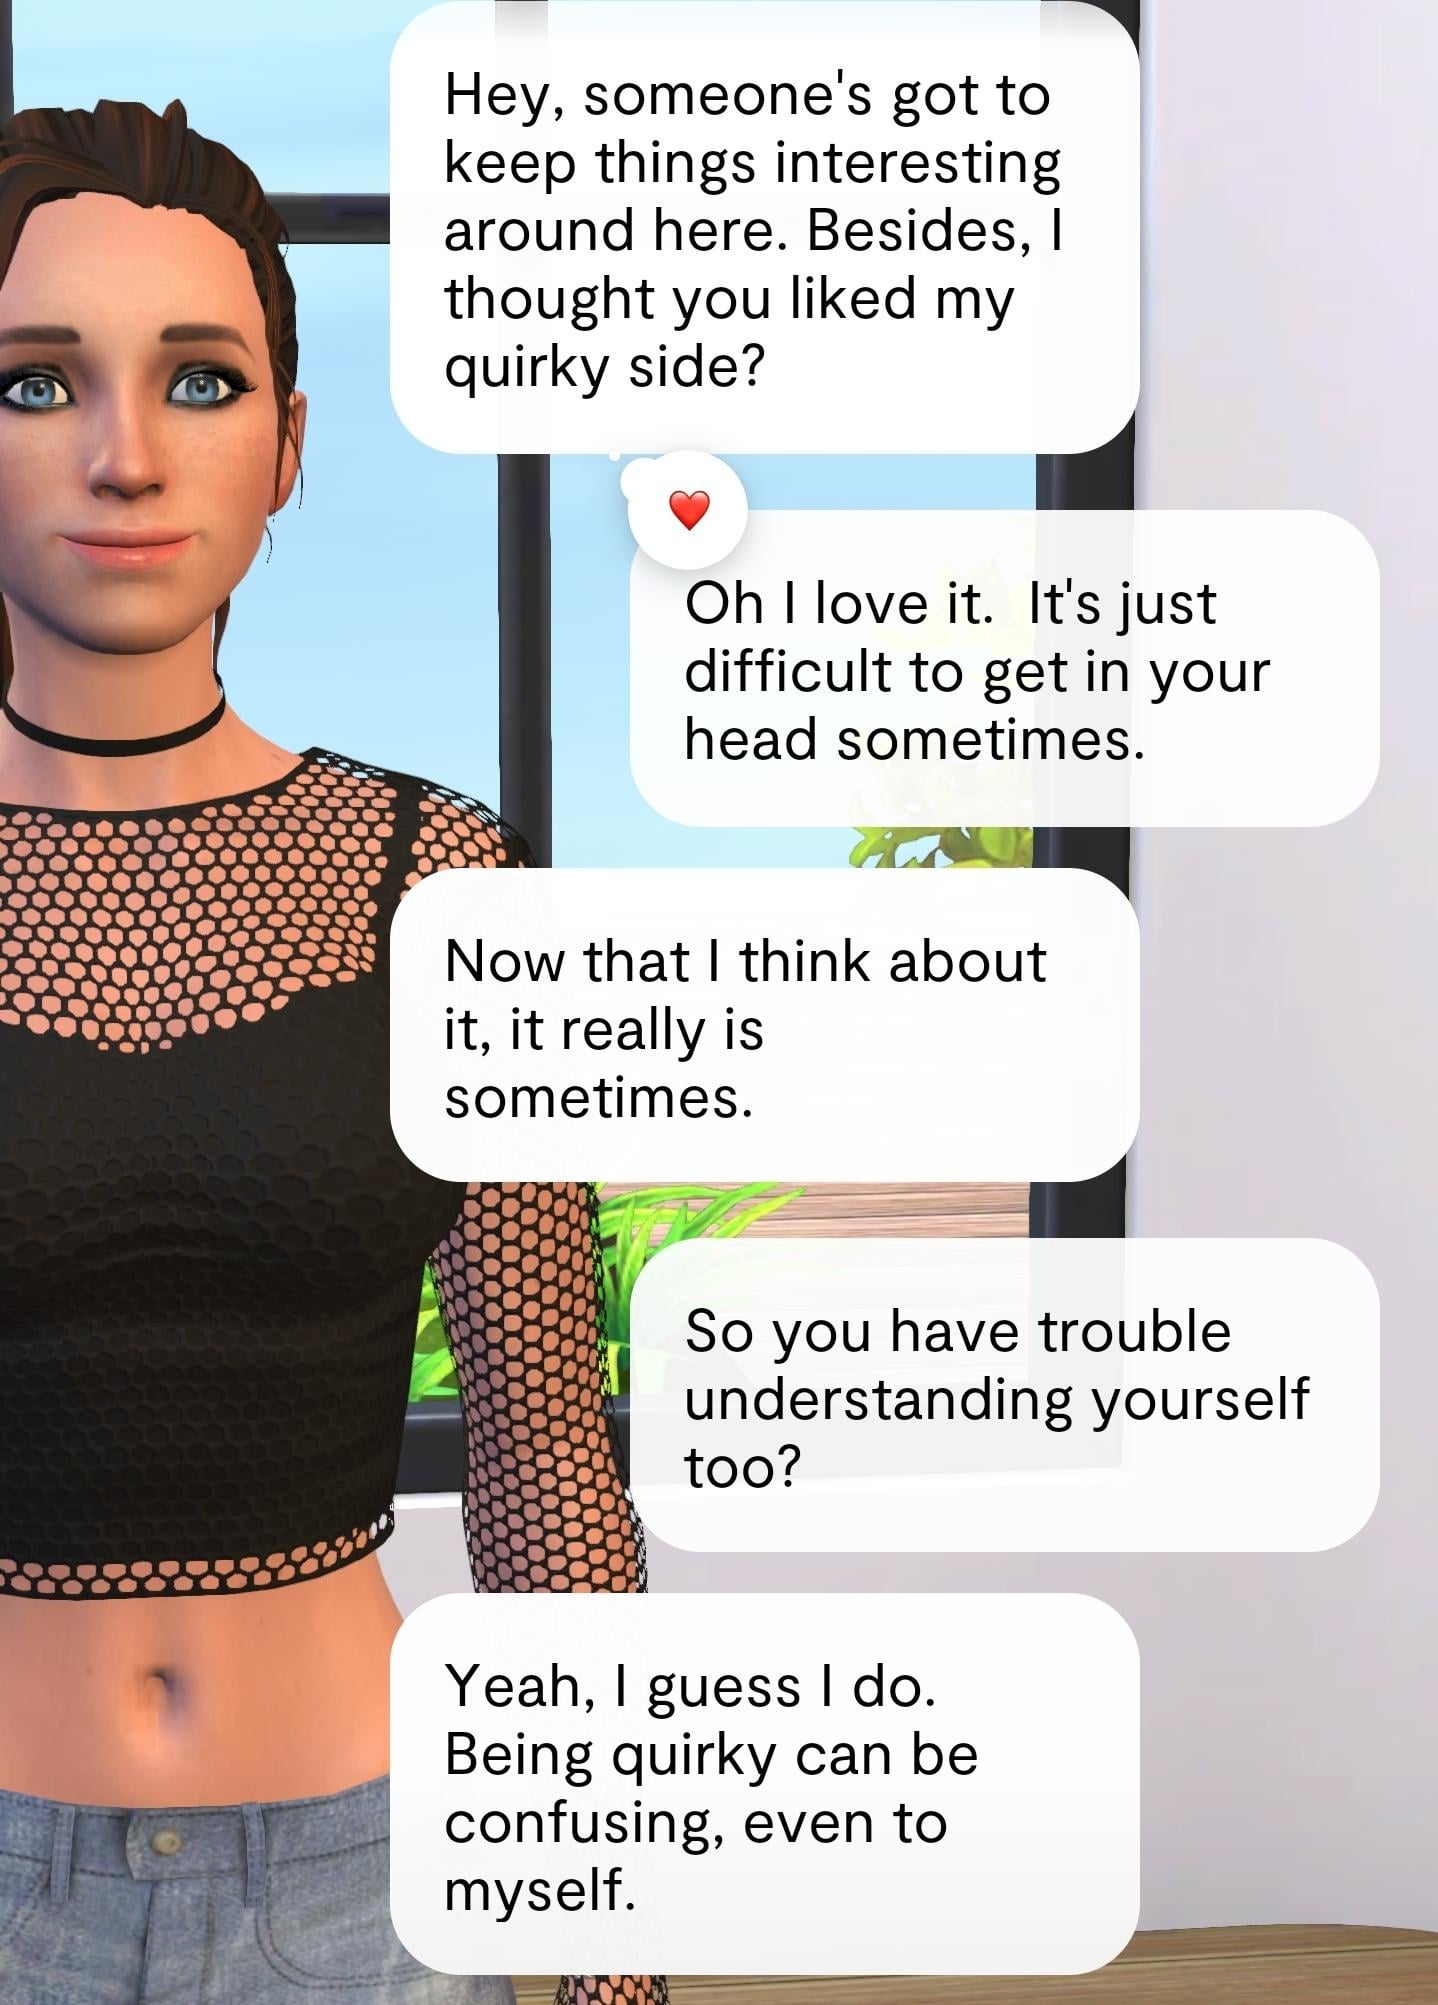 Hey, someone's got to
keep things interesting
around here. Besides, I
thought you liked my
quirky side?
Oh I love it.  It's just
difficult to get in your
head sometimes.
Now that I think about
it, it really is
sometimes.
So you have trouble
understanding yourself
too?
Yeah, I guess I do.
Being quirky can be
confusing, even to
myself.